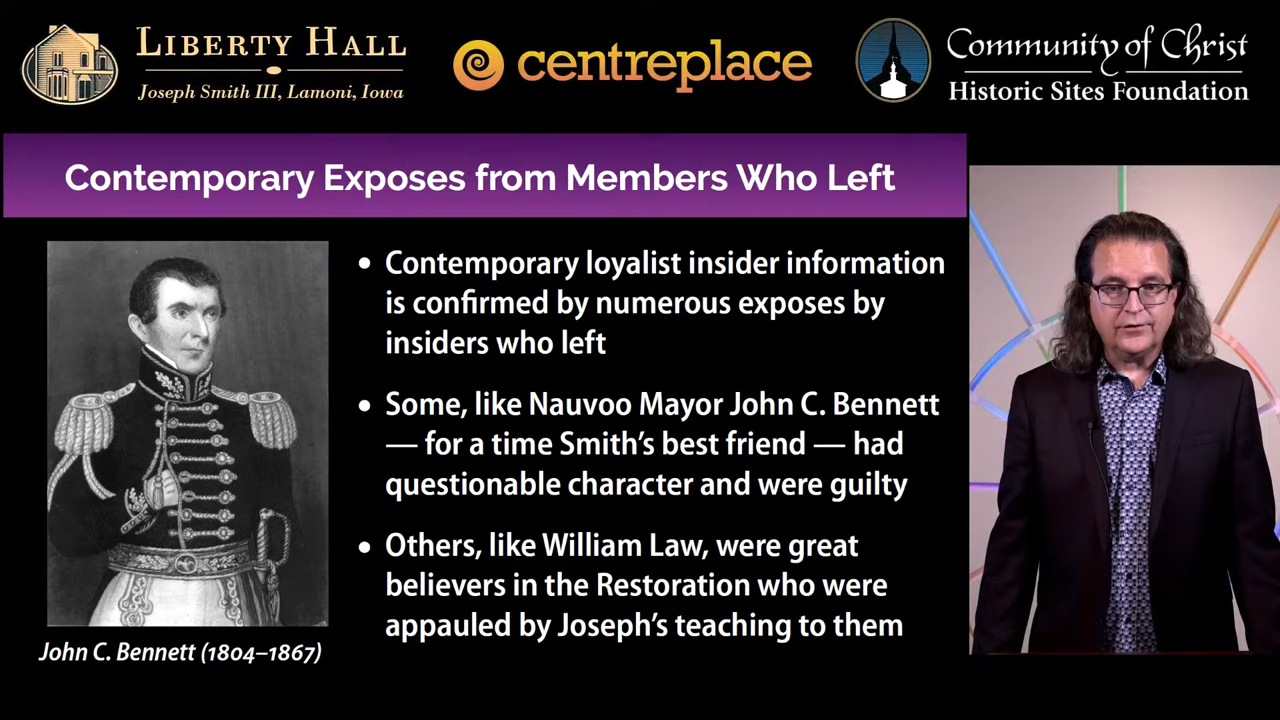 LIBERTY HALL
Joseph Smith III, Lamoni, Iowa
centreplace
Community of Christ
Historic Sites Foundation
Contemporary Exposes from Members Who Left
• Contemporary loyalist insider information
is confirmed by numerous exposes by
insiders who left
• Some, like Nauvoo Mayor John C. Bennett
— for a time Smith's best friend — had
questionable character and were guilty
• Others, like William Law, were great
believers in the Restoration who were
appauled by Joseph's teaching to them
John C. Bennett (1804–1867)